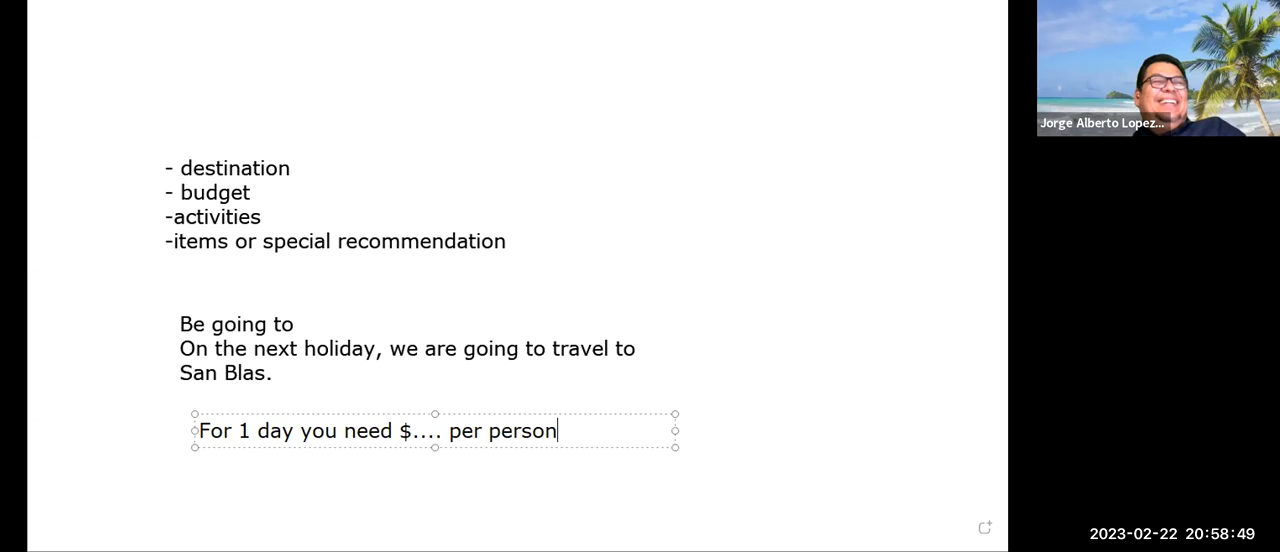 - destination
- budget
-activities
-items or special recommendation
Be going to
On the next holiday, we are going to travel to
San Blas.
For 1 day you need $.... per person
Jorge Alberto Lopez...
2023-02-22 20:58:49